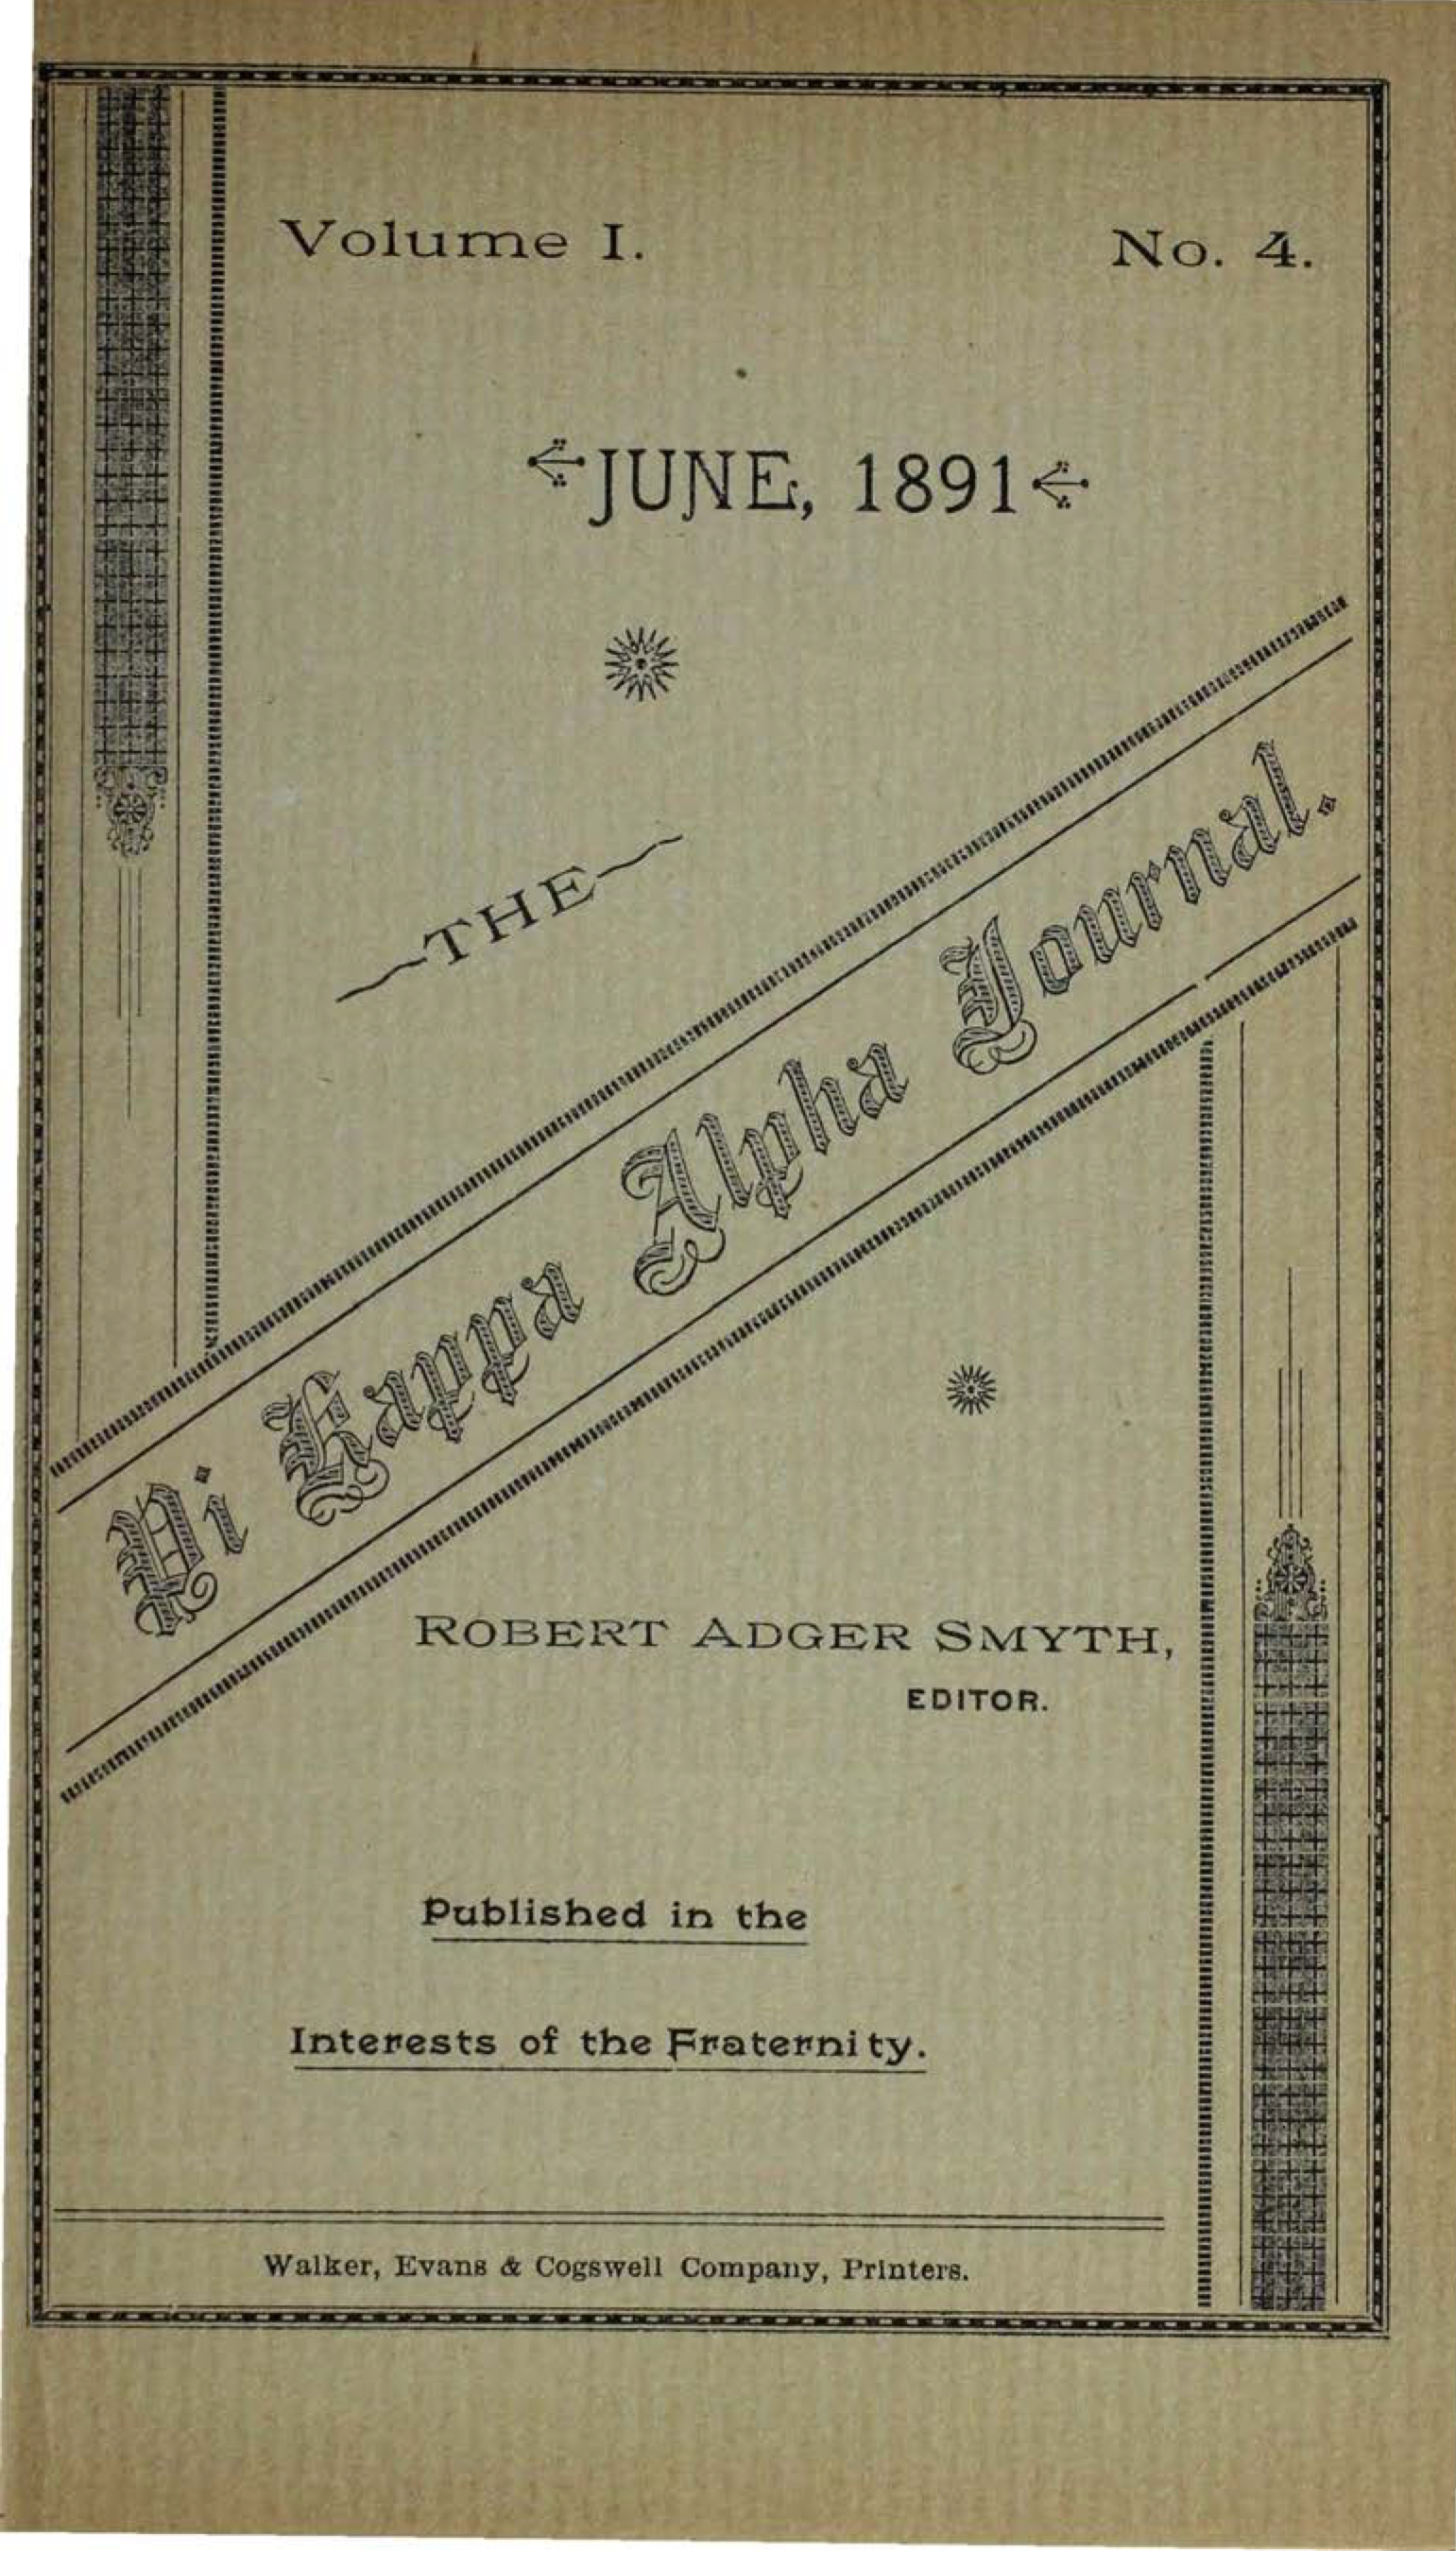 Volume I. No. 4.
JUNE, 1891
THE
Pi Kappa Alpha Journal.
ROBERT ADGER SMYTH,
EDITOR.
Published in the
Interests of the Fraternity.
Walker, Evans & Cogswell Company, Printers.